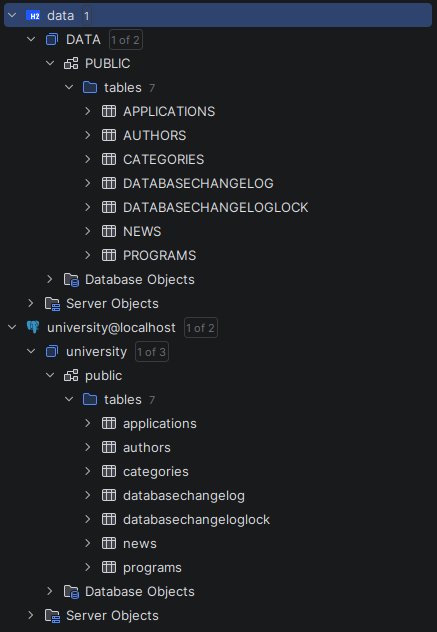 H2 data 1
DATA 1 of 2
PUBLIC
tables 7
APPLICATIONS
AUTHORS
CATEGORIES
DATABASECHANGELOG
DATABASECHANGELOGLOCK
NEWS
PROGRAMS
Database Objects
Server Objects
university@localhost 1 of 2
university 1 of 3
public
tables 7
applications
authors
categories
databasechangelog
databasechangeloglock
news
programs
Database Objects
Server Objects